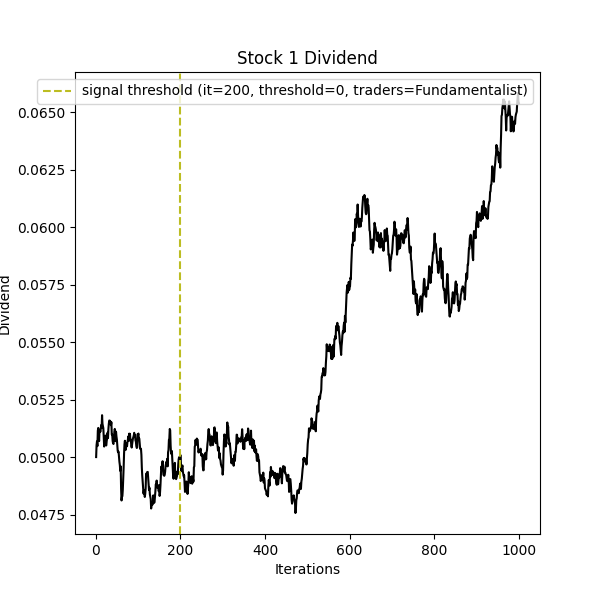 Stock 1 Dividend
signal threshold (it=200, threshold=0, traders=Fundamentalist)
0.0650
0.0625
0.0600
0.0575
0.0550
0.0525
0.0500
0.0475
Dividend
0 200 400 600 800 1000
Iterations